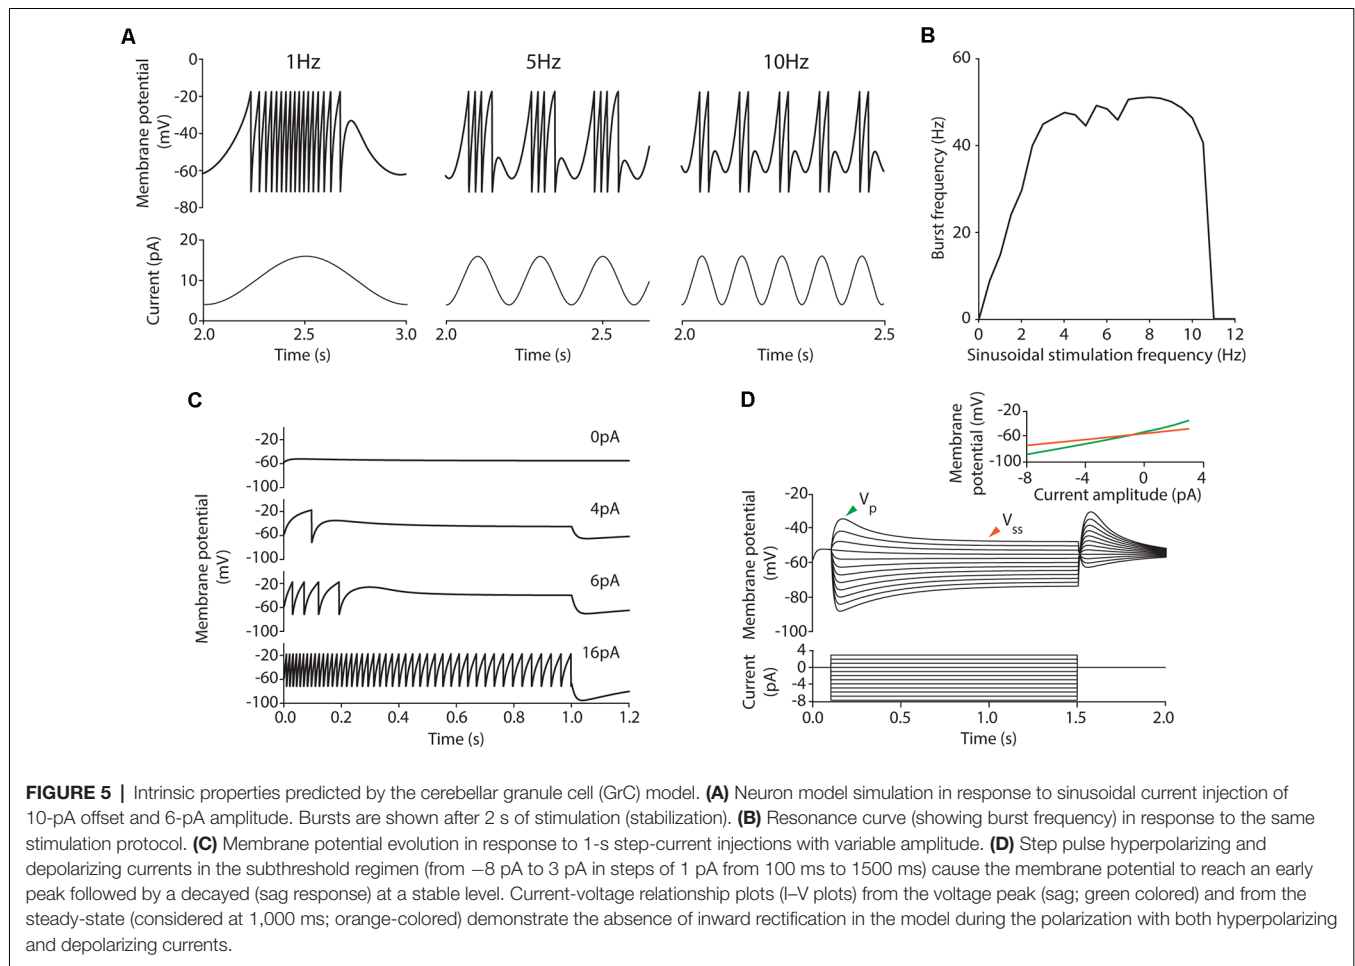 A
1Hz
5Hz
10Hz
Membrane potential
(mV)
0
-20
-40
-60
-80
Current (pA)
20
10
0
2.0
2.5
3.0
Time (s)
2.0
2.5
Time (s)
2.0
2.5
Time (s)
B
Burst frequency (Hz)
60
40
20
0
0
2
4
6
8
10
12
Sinusoidal stimulation frequency (Hz)
C
Membrane potential
(mV)
-20
-60
-100
0pA
-20
-60
-100
4pA
-20
-60
-100
6pA
-20
-60
-100
16pA
0.0
0.2
0.4
0.6
0.8
1.0
1.2
Time (s)
D
Membrane
potential (mV)
-20
-60
-100
-8
-4
0
4
Current amplitude (pA)
Membrane potential
(mV)
-20
-40
-60
-80
-100
Vp
Vss
Current
(pA)
4
0
-4
-8
0.0
0.5
1.0
1.5
2.0
Time (s)
FIGURE 5 | Intrinsic properties predicted by the cerebellar granule cell (GrC) model. (A) Neuron model simulation in response to sinusoidal current injection of
10-pA offset and 6-pA amplitude. Bursts are shown after 2 s of stimulation (stabilization). (B) Resonance curve (showing burst frequency) in response to the same
stimulation protocol. (C) Membrane potential evolution in response to 1-s step-current injections with variable amplitude. (D) Step pulse hyperpolarizing and
depolarizing currents in the subthreshold regimen (from −8 pA to 3 pA in steps of 1 pA from 100 ms to 1500 ms) cause the membrane potential to reach an early
peak followed by a decayed (sag response) at a stable level. Current-voltage relationship plots (I–V plots) from the voltage peak (sag; green colored) and from the
steady-state (considered at 1,000 ms; orange-colored) demonstrate the absence of inward rectification in the model during the polarization with both hyperpolarizing
and depolarizing currents.